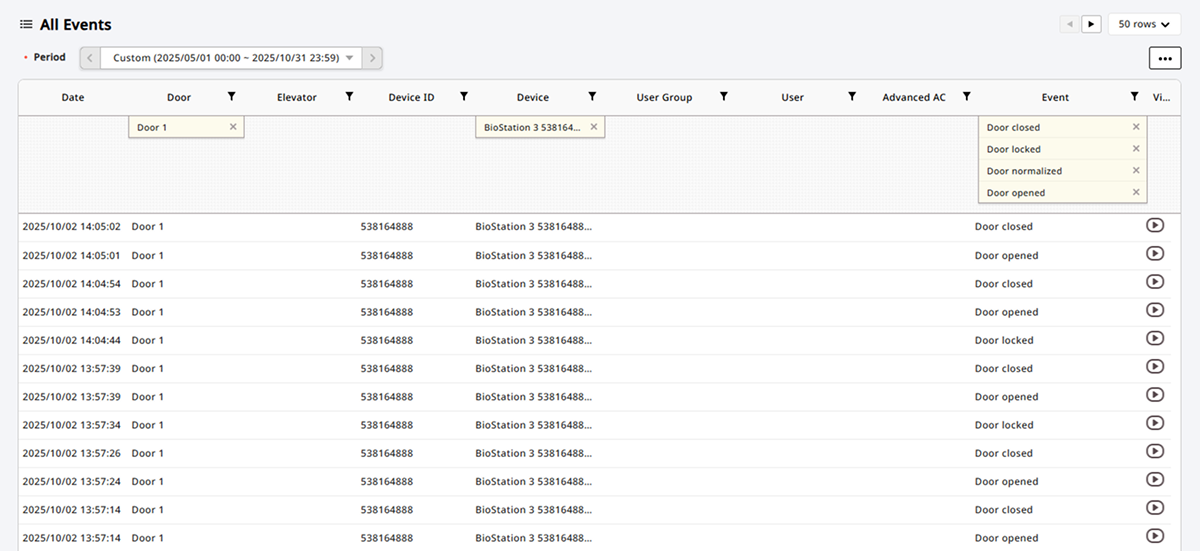 All Events
50 rows
Period
Custom (2025/05/01 00:00 ~ 2025/10/31 23:59)
...
Date Door Elevator Device ID Device User Group User Advanced AC Event Vi...
Door 1 BioStation 3 538164... Door closed
Door locked
Door normalized
Door opened
2025/10/02 14:05:02 Door 1 538164888 BioStation 3 53816488... Door closed
2025/10/02 14:05:01 Door 1 538164888 BioStation 3 53816488... Door opened
2025/10/02 14:04:54 Door 1 538164888 BioStation 3 53816488... Door closed
2025/10/02 14:04:53 Door 1 538164888 BioStation 3 53816488... Door opened
2025/10/02 14:04:44 Door 1 538164888 BioStation 3 53816488... Door locked
2025/10/02 13:57:39 Door 1 538164888 BioStation 3 53816488... Door closed
2025/10/02 13:57:39 Door 1 538164888 BioStation 3 53816488... Door opened
2025/10/02 13:57:34 Door 1 538164888 BioStation 3 53816488... Door locked
2025/10/02 13:57:26 Door 1 538164888 BioStation 3 53816488... Door closed
2025/10/02 13:57:24 Door 1 538164888 BioStation 3 53816488... Door opened
2025/10/02 13:57:14 Door 1 538164888 BioStation 3 53816488... Door closed
2025/10/02 13:57:14 Door 1 538164888 BioStation 3 53816488... Door opened